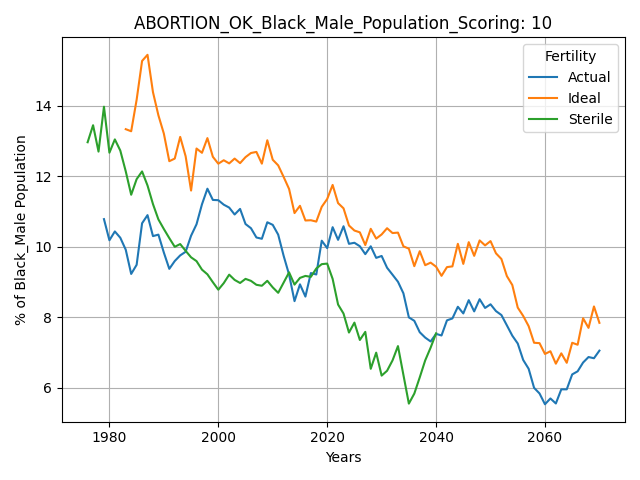 ABORTION_OK_Black_Male_Population_Scoring: 10
Fertility
Actual
Ideal
Sterile
% of Black_Male Population
14
12
10
8
6
1980 2000 2020 2040 2060
Years